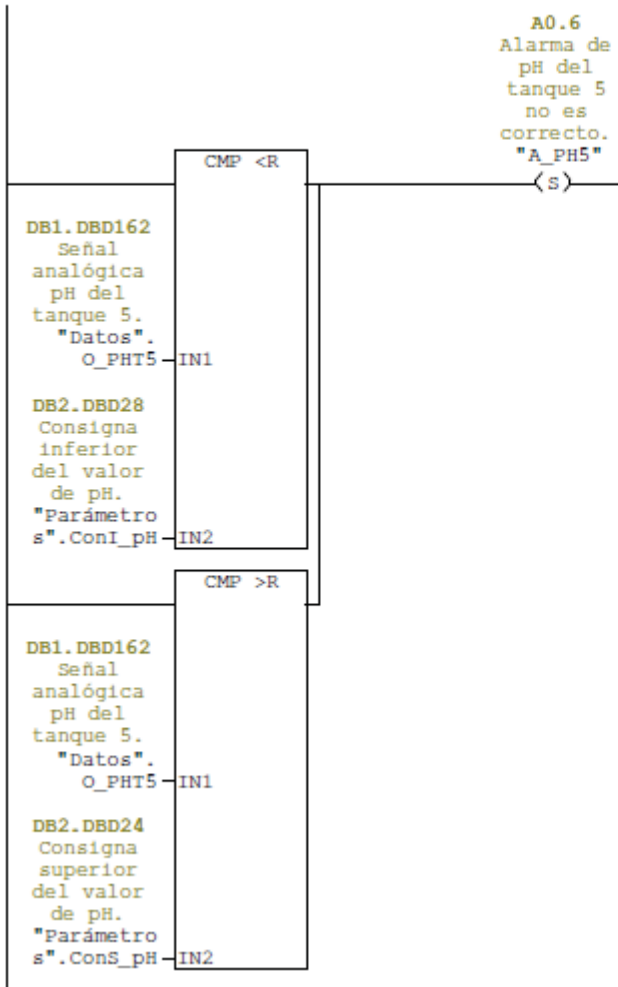 A0.6
Alarma de
pH del
tanque 5
no es
correcto.
"A_PH5"
CMP <R
S
DB1.DBD162
Señal
analógica
pH del
tanque 5.
"Datos".
O_PHT5 IN1
DB2.DBD28
Consigna
inferior
del valor
de pH.
"Parámetro
s".ConI_pH IN2
CMP >R
DB1.DBD162
Señal
analógica
pH del
tanque 5.
"Datos".
O_PHT5 IN1
DB2.DBD24
Consigna
superior
del valor
de pH.
"Parámetro
s".ConS_pH IN2